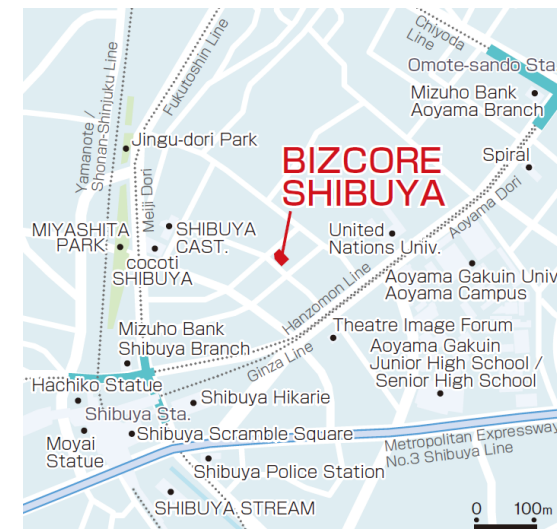 Chiyoda
Line
Omote-sando Sta.
Mizuho Bank
Aoyama Branch
Fukutoshin Line
Yamanote /
Shonan-Shinjuku Line
Jingu-dori Park
Spiral
BIZCORE
SHIBUYA
Meiji Dori
Aoyama Dori
MIYASHITA
PARK
SHIBUYA
CAST.
cocoti
SHIBUYA
United
Nations Univ.
Aoyama Gakuin Univ.
Aoyama Campus
Hanzomon Line
Mizuho Bank
Shibuya Branch
Ginza Line
Theatre Image Forum
Aoyama Gakuin
Junior High School /
Senior High School
Hachiko Statue
Shibuya Sta.
Shibuya Hikarie
Moyai
Statue
Shibuya Scramble Square
Metropolitan Expressway
No.3 Shibuya Line
Shibuya Police Station
SHIBUYA STREAM
0 100m